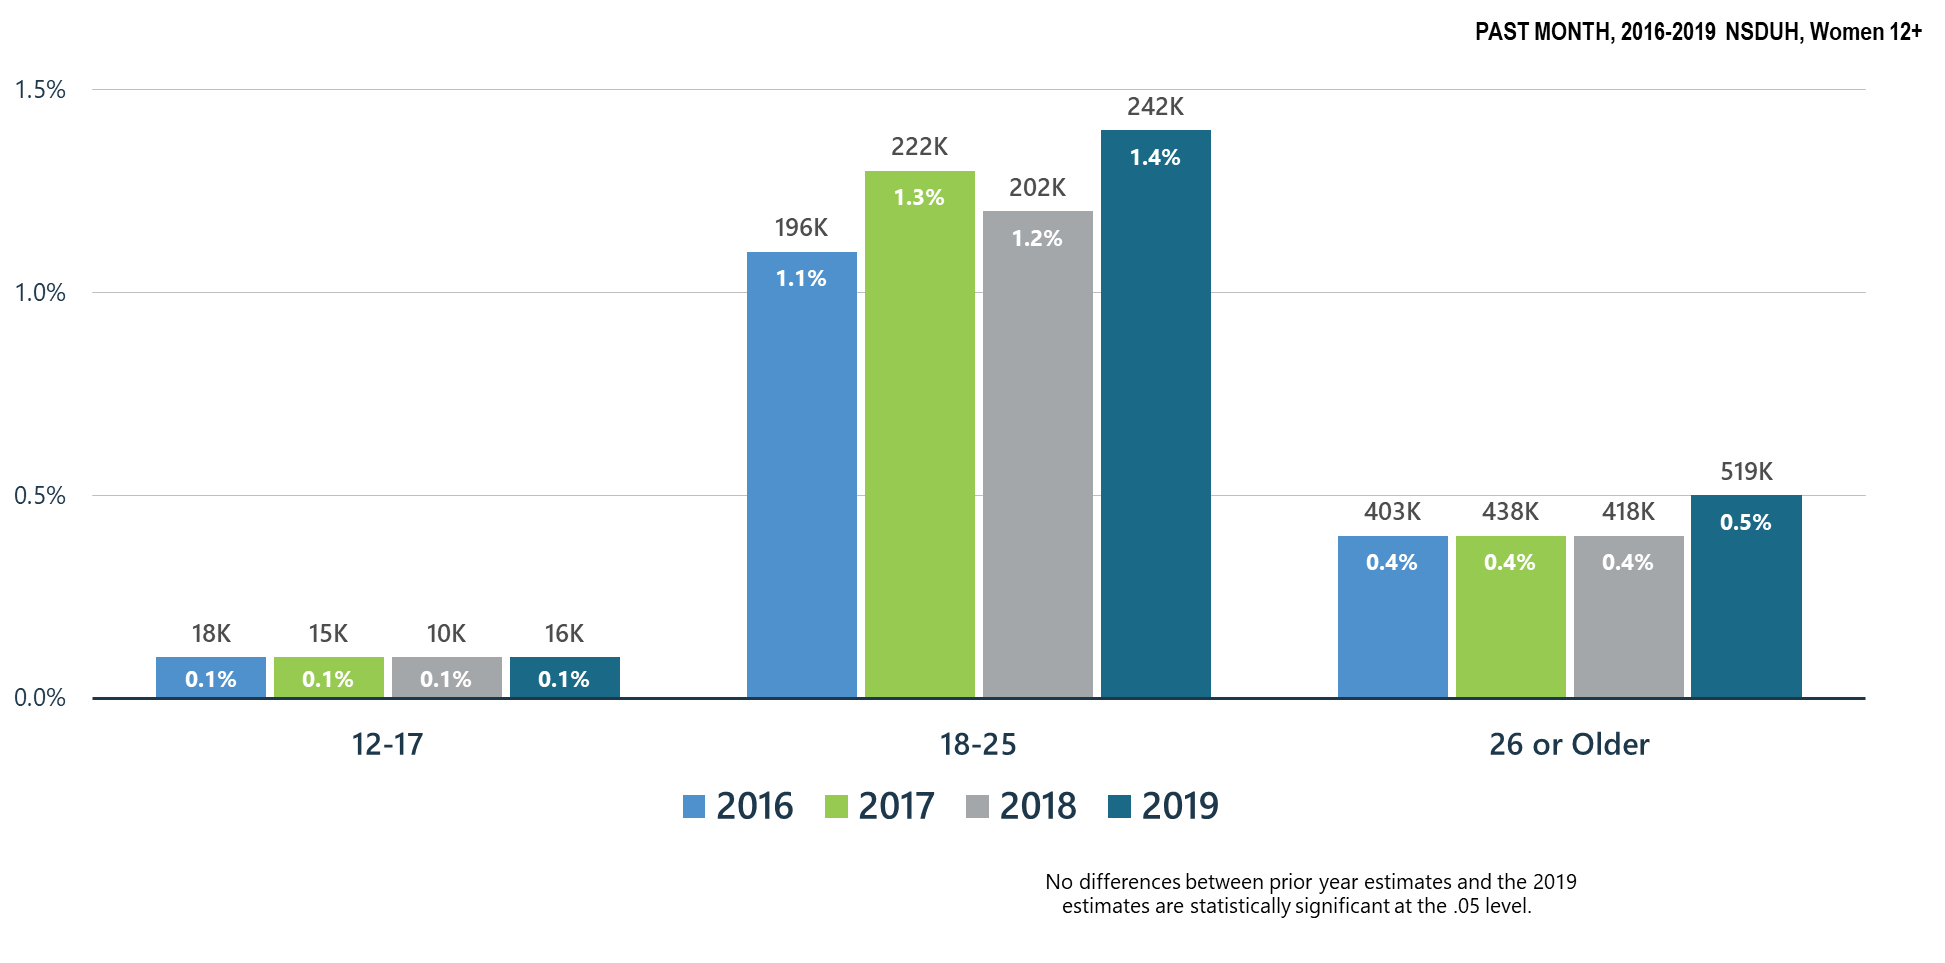 PAST MONTH, 2016-2019 NSDUH, Women 12+
1.5%
242K
1.4%
222K
1.3%
202K
1.2%
196K
1.1%
1.0%
519K
0.5%
0.5%
403K
438K
418K
0.4%
0.4%
0.4%
18K
15K
10K
16K
0.1%
0.1%
0.1%
0.1%
0.0%
12-17
18-25
26 or Older
2016
2017
2018
2019
No differences between prior year estimates and the 2019
estimates are statistically significant at the .05 level.